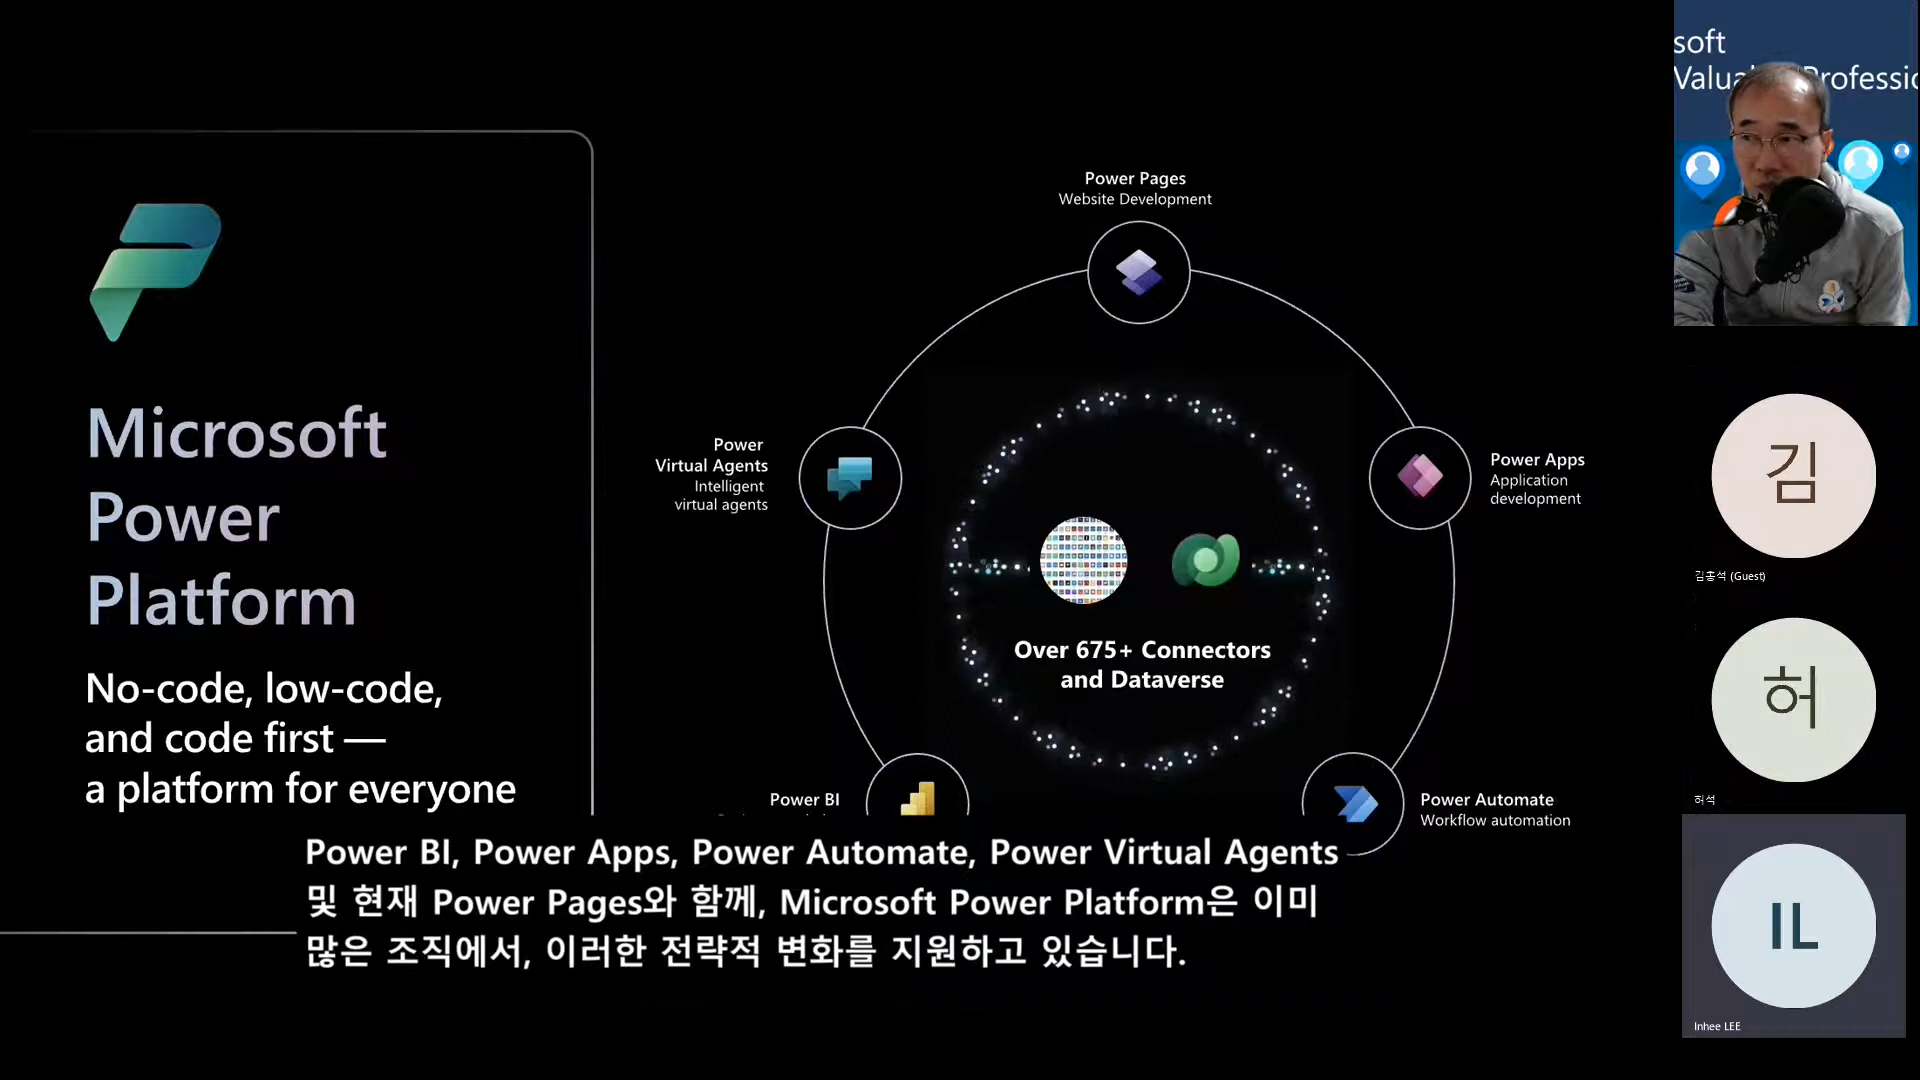 Microsoft
Power
Platform
No-code, low-code,
and code first —
a platform for everyone
Power Pages
Website Development
Power
Virtual Agents
Intelligent
virtual agents
Power Apps
Application
development
Over 675+ Connectors
and Dataverse
Power BI
Power Automate
Workflow automation
Power BI, Power Apps, Power Automate, Power Virtual Agents
및 현재 Power Pages와 함께, Microsoft Power Platform은 이미
많은 조직에서, 이러한 전략적 변화를 지원하고 있습니다.
soft
Valua Professio
김
김홍석 (Guest)
허
허석
IL
Inhee LEE